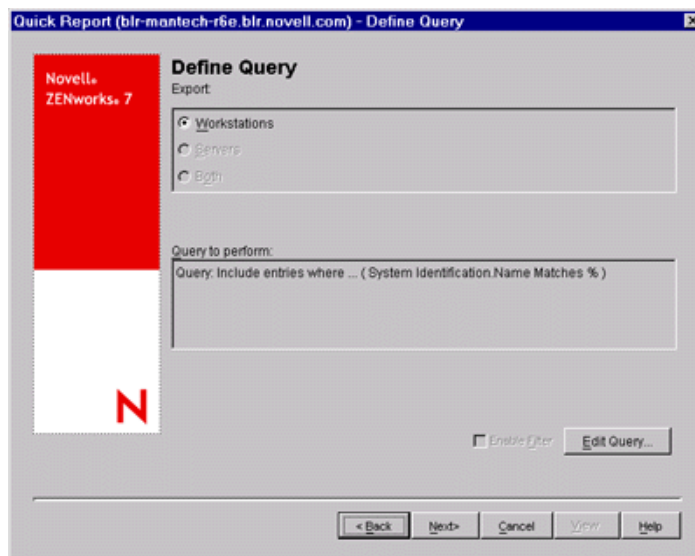 Quick Report (blr-mantech-r6e.blr.novell.com) - Define Query
Novell®
ZENworks® 7
Define Query
Export:
Workstations
Servers
Both
Query to perform:
Query: Include entries where ... ( System Identification.Name Matches % )
N
Enable Filter
Edit Query...
< Back
Next>
Cancel
View
Help